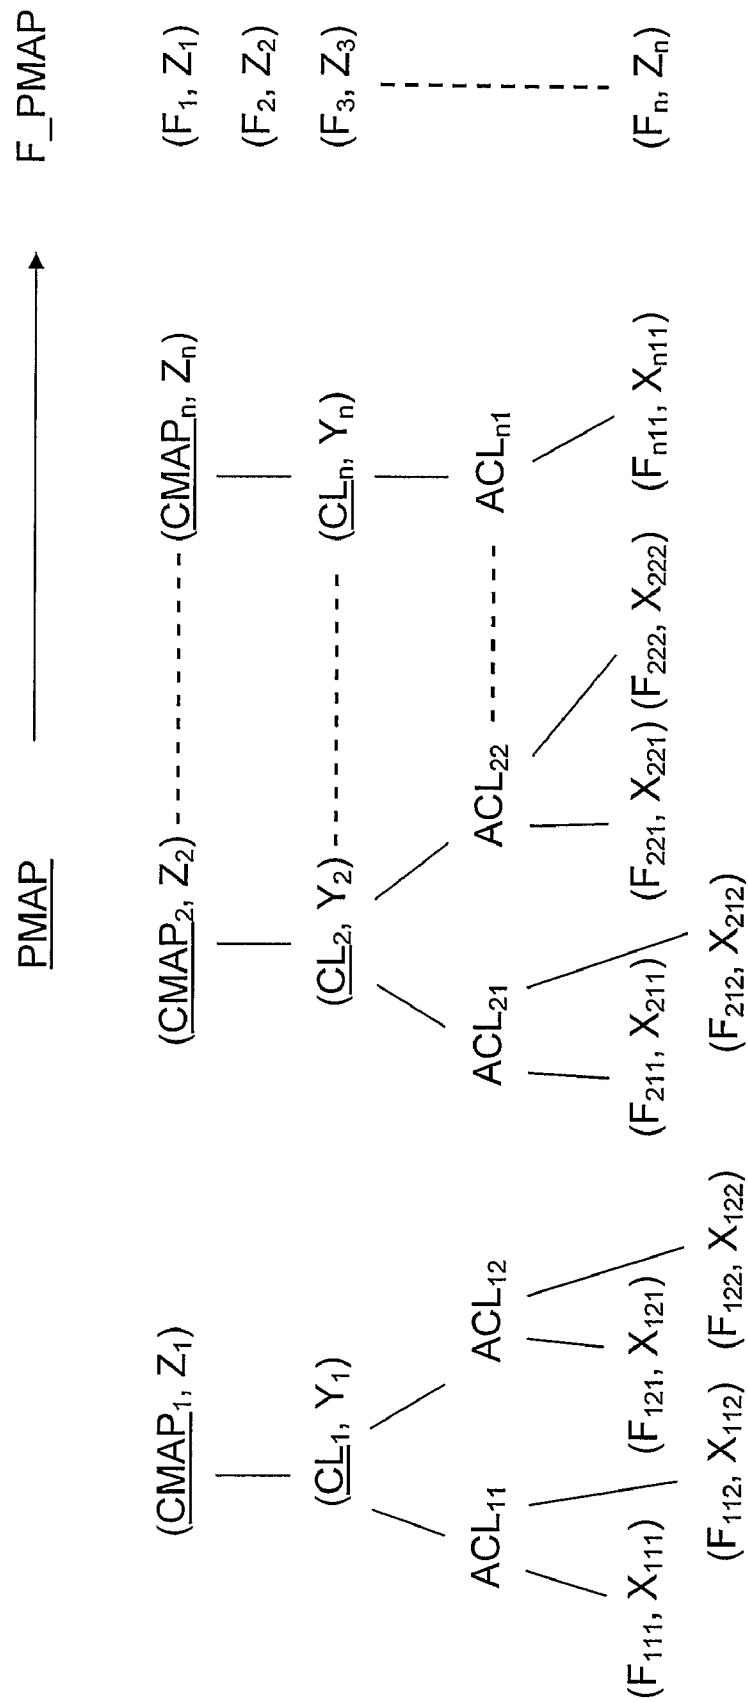 PMAP F_PMAP
(CMAP₁, Z₁) (CMAP₂, Z₂) (CMAPₙ, Zₙ) (F₁, Z₁)
(F₂, Z₂)
(CL₁, Y₁) (CL₂, Y₂) (CLₙ, Yₙ) (F₃, Z₃)
ACL₁₁ ACL₁₂ ACL₂₁ ACL₂₂ ACLₙ₁
(F₁₁₁, X₁₁₁) (F₁₂₁, X₁₂₁) (F₂₁₁, X₂₁₁) (F₂₂₁, X₂₂₁) (F₂₂₂, X₂₂₂) (Fₙ₁₁, Xₙ₁₁) (Fₙ, Zₙ)
(F₁₁₂, X₁₁₂) (F₁₂₂, X₁₂₂) (F₂₁₂, X₂₁₂)